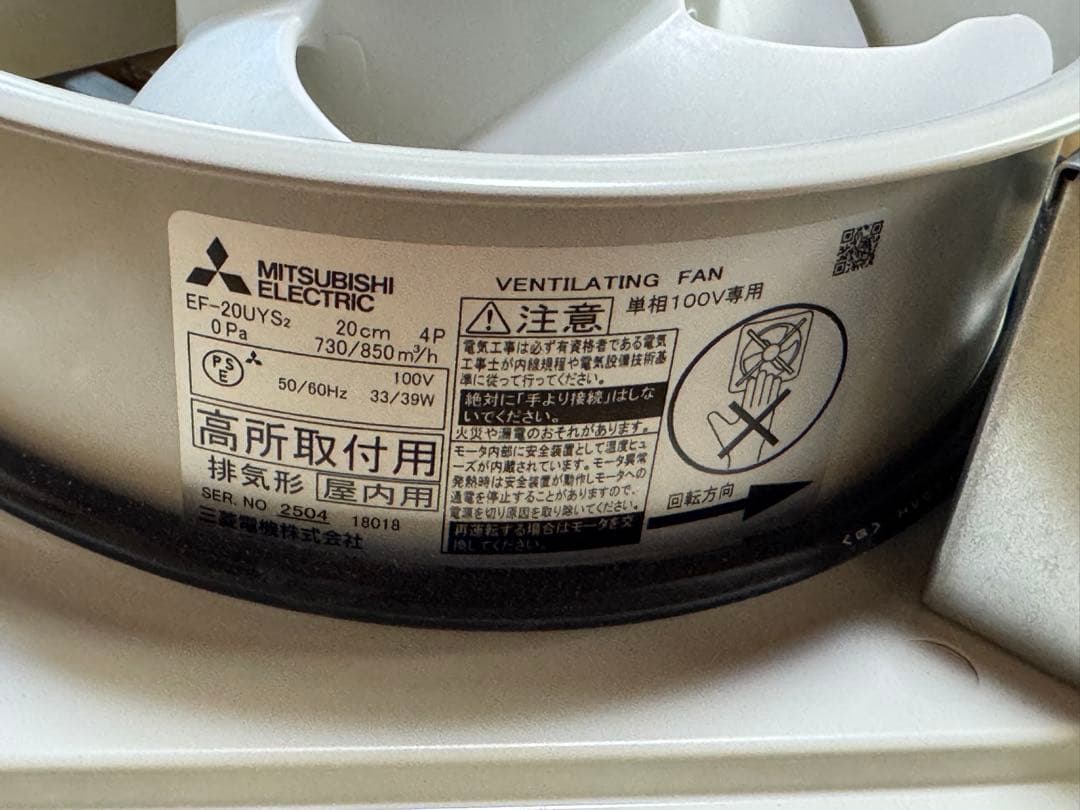 MITSUBISHI
ELECTRIC
EF-20UYS₂ 20cm 4P
0Pa 730/850m³/h
PSE
100V
50/60Hz 33/39W
高所取付用
排気形 屋内用
SER. NO 2504 18018
三菱電機株式会社
VENTILATING FAN
注意 単相100V専用
電気工事は必ず有資格者である電気
工事士が内線規程や電気設備技術基
準に従って行ってください。
絶対に「手より接続」はしな
いでください。
火災や漏電のおそれがあります。
モータ内部に安全装置として温度ヒュ
ーズが内蔵されています。モータ異常
発熱時は安全装置が動作しモータへの
通電を停止することがありますので、
電源を切り原因を取り除いてください。
再運転する場合はモータを交
換してください。
回転方向